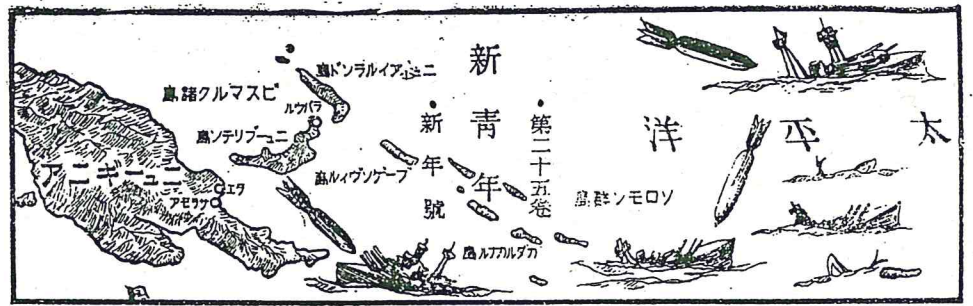 太平洋
ソロモン群島
第二十五卷
新青年
新年號
ガダルカナル島
ブーゲンヴィル島
ニューアイルランド島
ビスマルク諸島
ラバウル
ニューブリテン島
ニューギニア
ラエ
サラモア